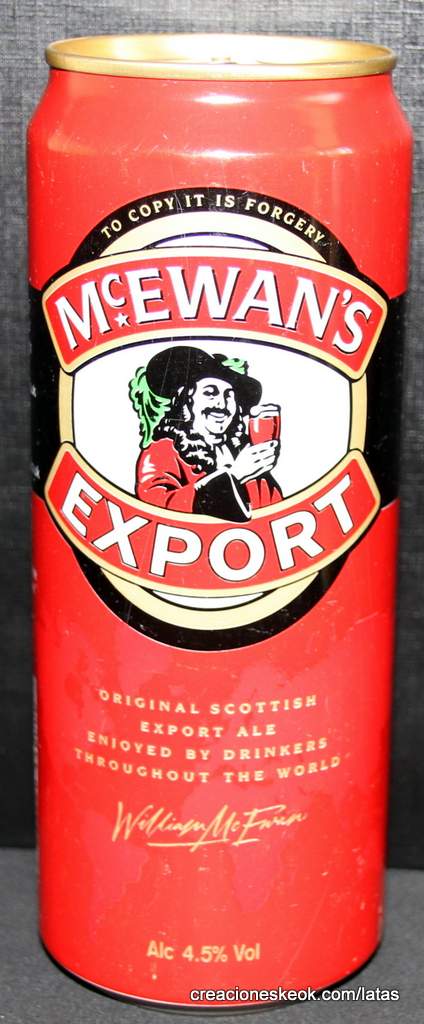 TO COPY IT IS FORGERY
McEWAN'S
EXPORT
ORIGINAL SCOTTISH
EXPORT ALE
ENJOYED BY DRINKERS
THROUGHOUT THE WORLD
William McEwan
Alc 4.5% Vol
creacioneskeok.com/latas